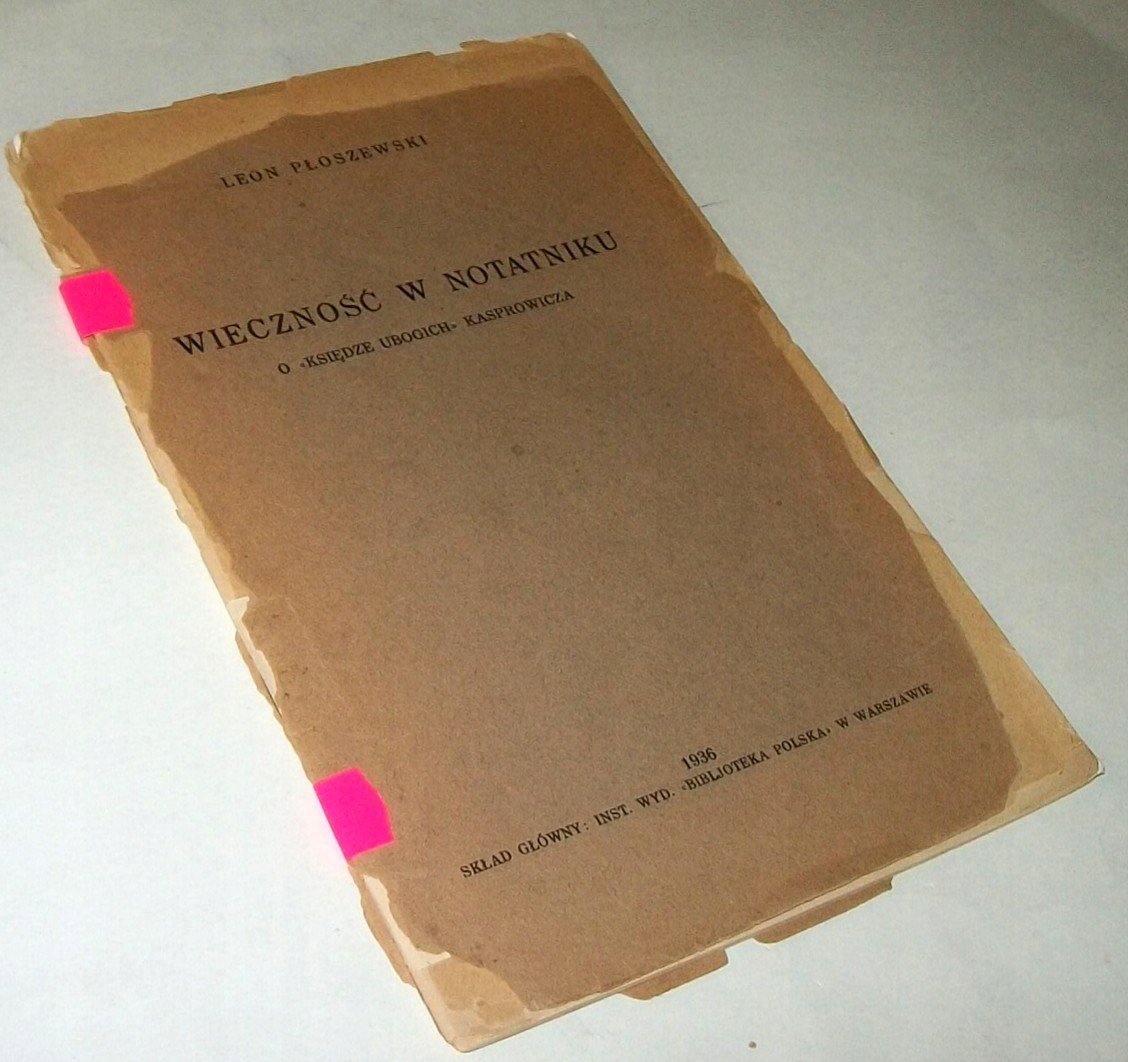 LEON PŁOSZEWSKI
WIECZNOŚĆ W NOTATNIKU
O «KSIĘDZE UBOGICH» KASPROWICZA
1936
SKŁAD GŁÓWNY: INST. WYD. «BIBLJOTEKA POLSKA» W WARSZAWIE